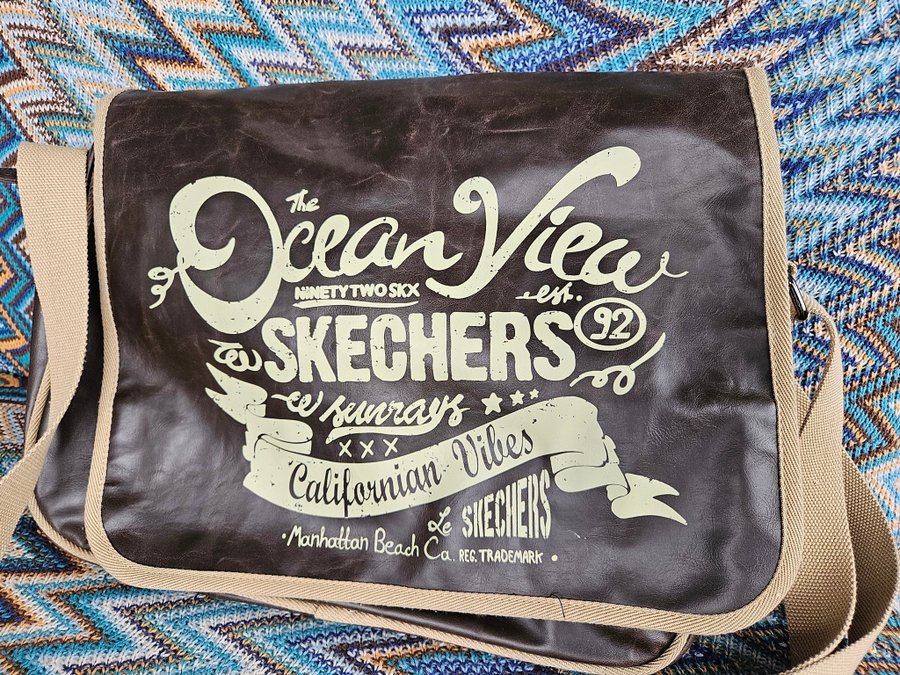 The
Ocean View
NINETY TWO SKX
est.
92
SKECHERS
sunrays
XXX
Californian Vibes
Le SKECHERS
·Manhattan Beach Ca. REG. TRADEMARK·